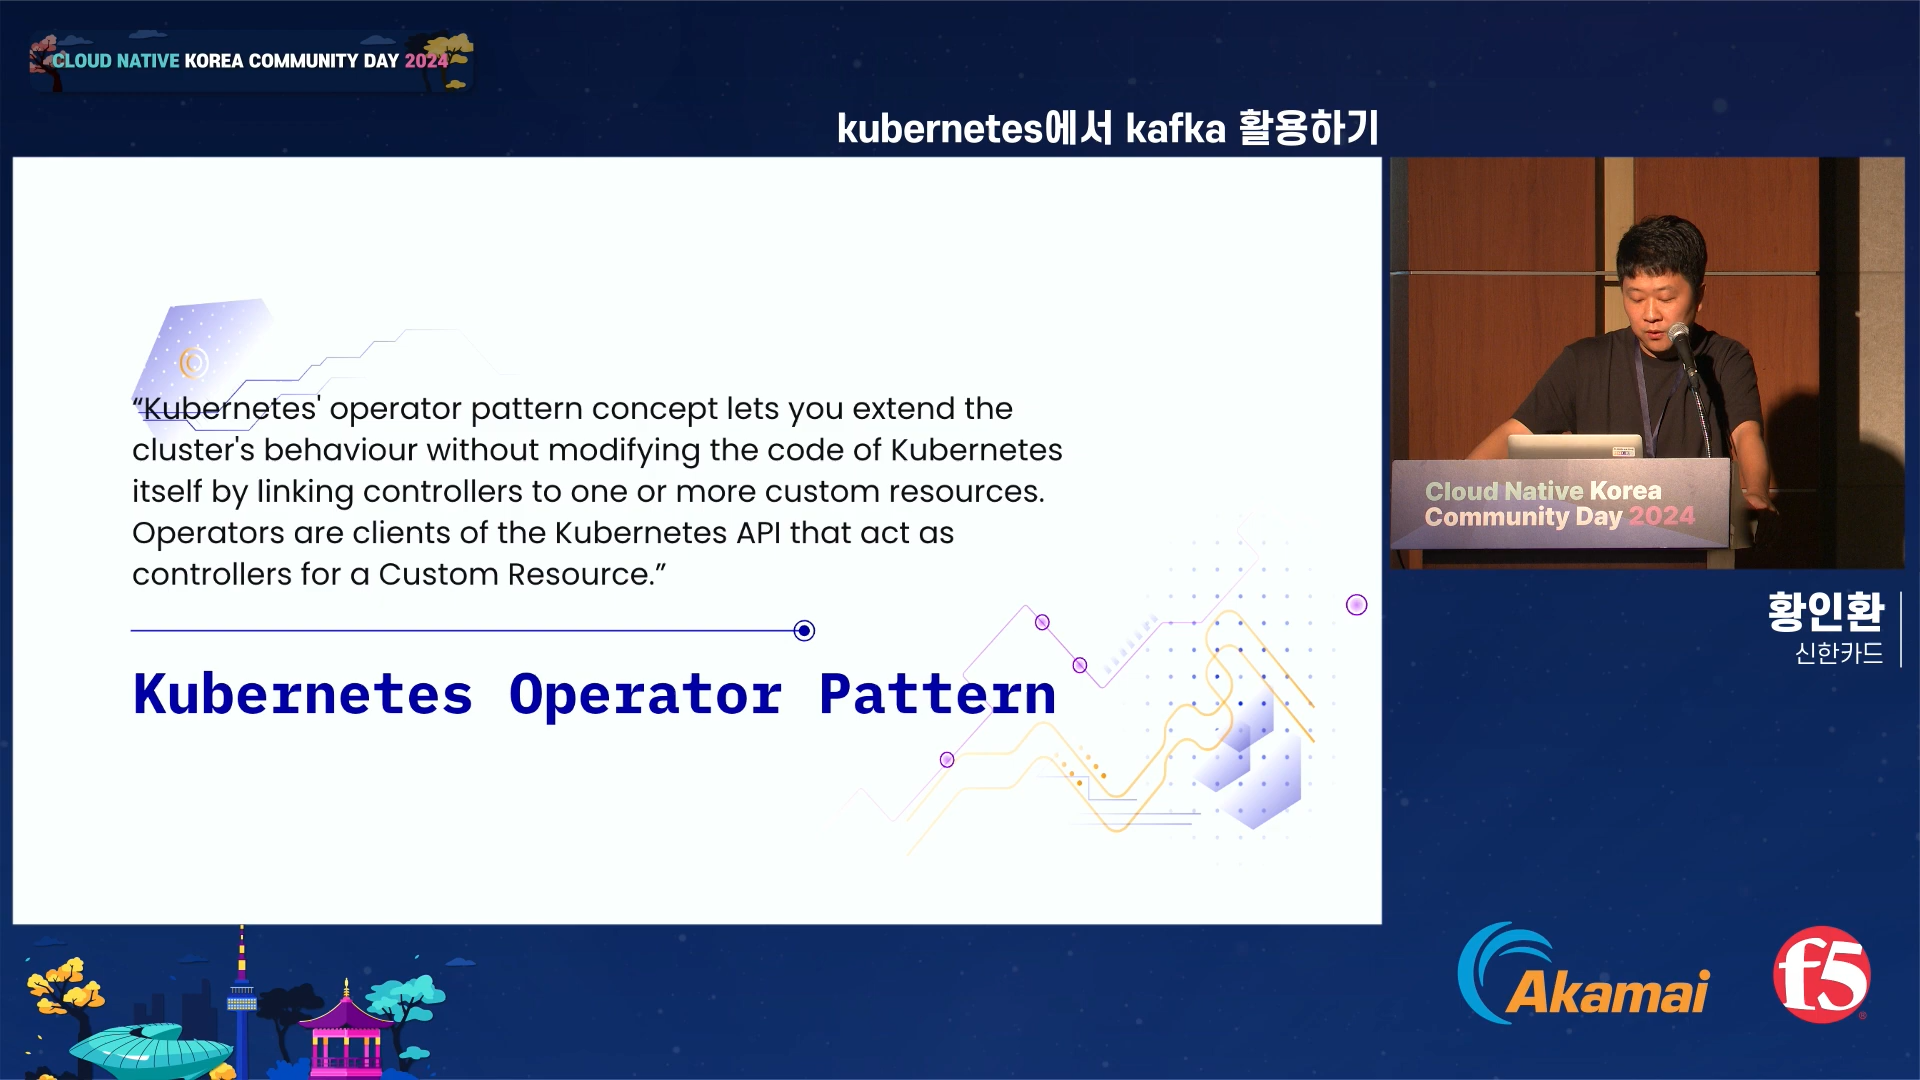 CLOUD NATIVE KOREA COMMUNITY DAY 2024
kubernetes에서 kafka 활용하기
“Kubernetes' operator pattern concept lets you extend the
cluster's behaviour without modifying the code of Kubernetes
itself by linking controllers to one or more custom resources.
Operators are clients of the Kubernetes API that act as
controllers for a Custom Resource.”
Kubernetes Operator Pattern
Cloud Native Korea
Community Day 2024
황인환
신한카드
Akamai
f5